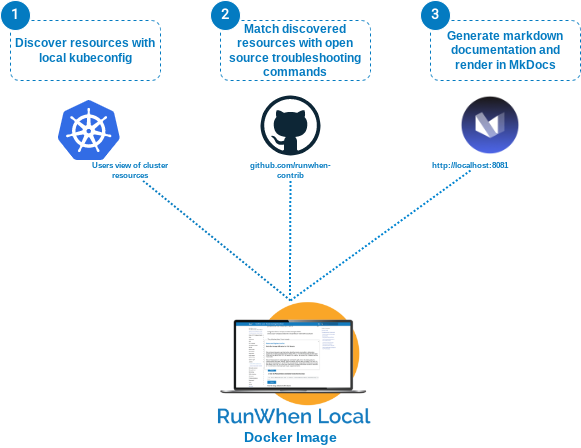 1
Discover resources with
local kubeconfig
2
Match discovered
resources with open
source troubleshooting
commands
3
Generate markdown
documentation and
render in MkDocs
Users view of cluster
resources
github.com/runwhen-
contrib
http://localhost:8081
RunWhen Local
Docker Image